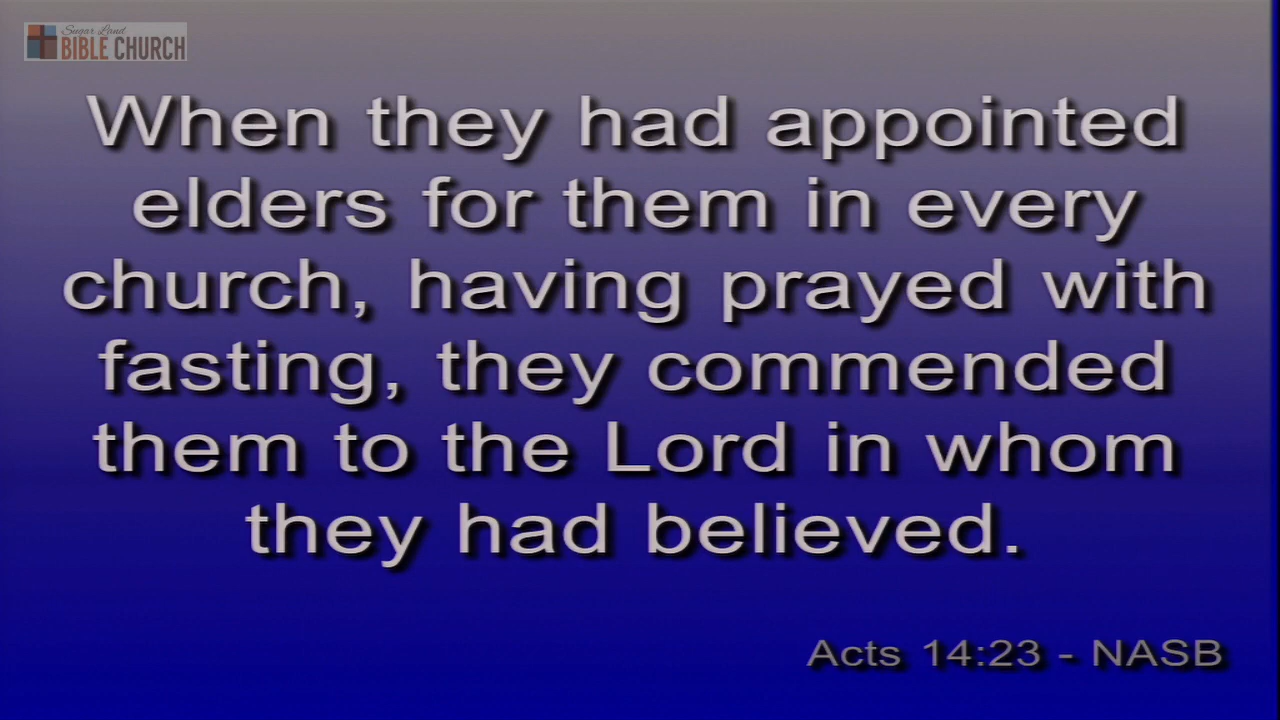 Sugar Land
BIBLE CHURCH
When they had appointed
elders for them in every
church, having prayed with
fasting, they commended
them to the Lord in whom
they had believed.
Acts 14:23 - NASB